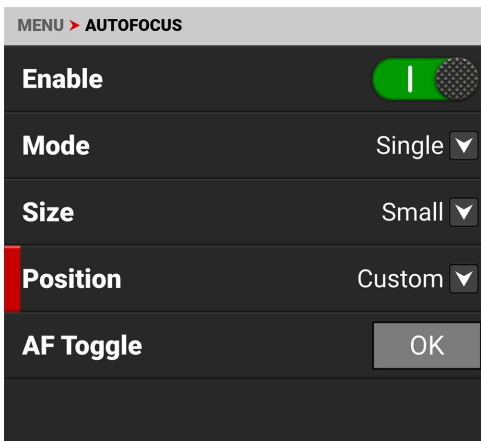 MENU ➤ AUTOFOCUS
Enable
Mode Single
Size Small
Position Custom
AF Toggle OK